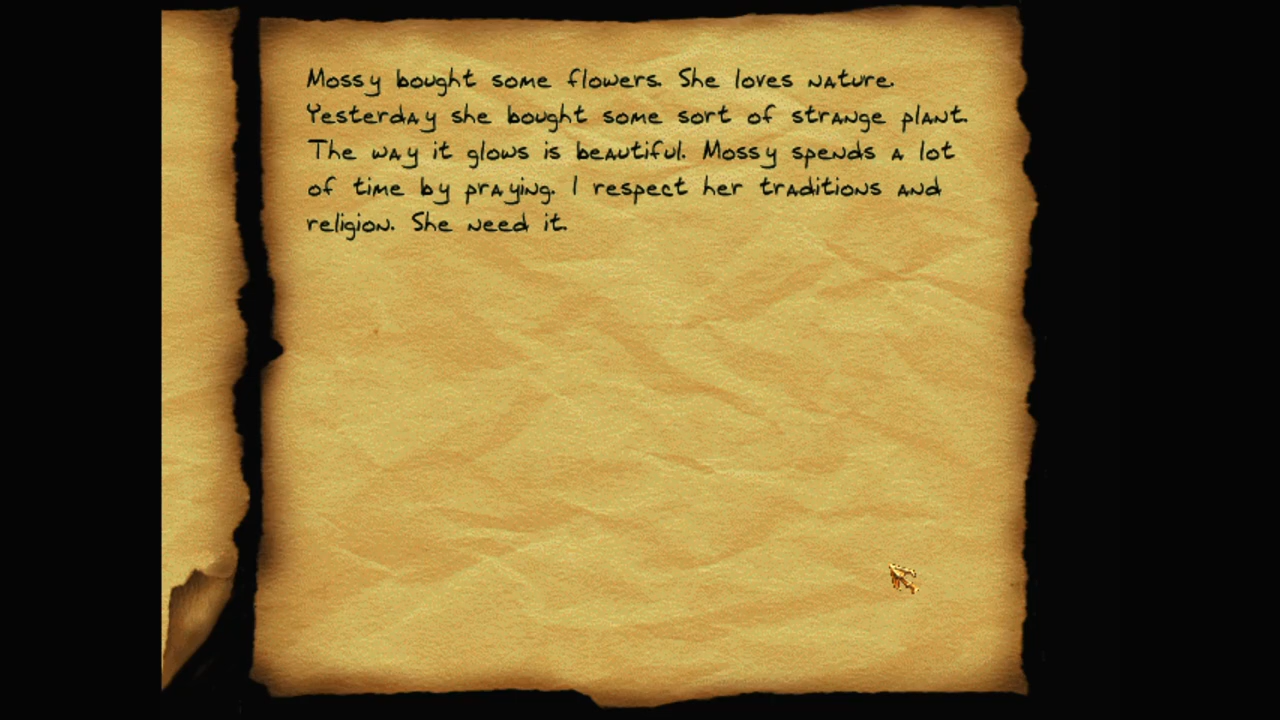 Mossy bought some flowers. She loves nature.
Yesterday she bought some sort of strange plant.
The way it glows is beautiful. Mossy spends a lot
of time by praying. I respect her traditions and
religion. She need it.